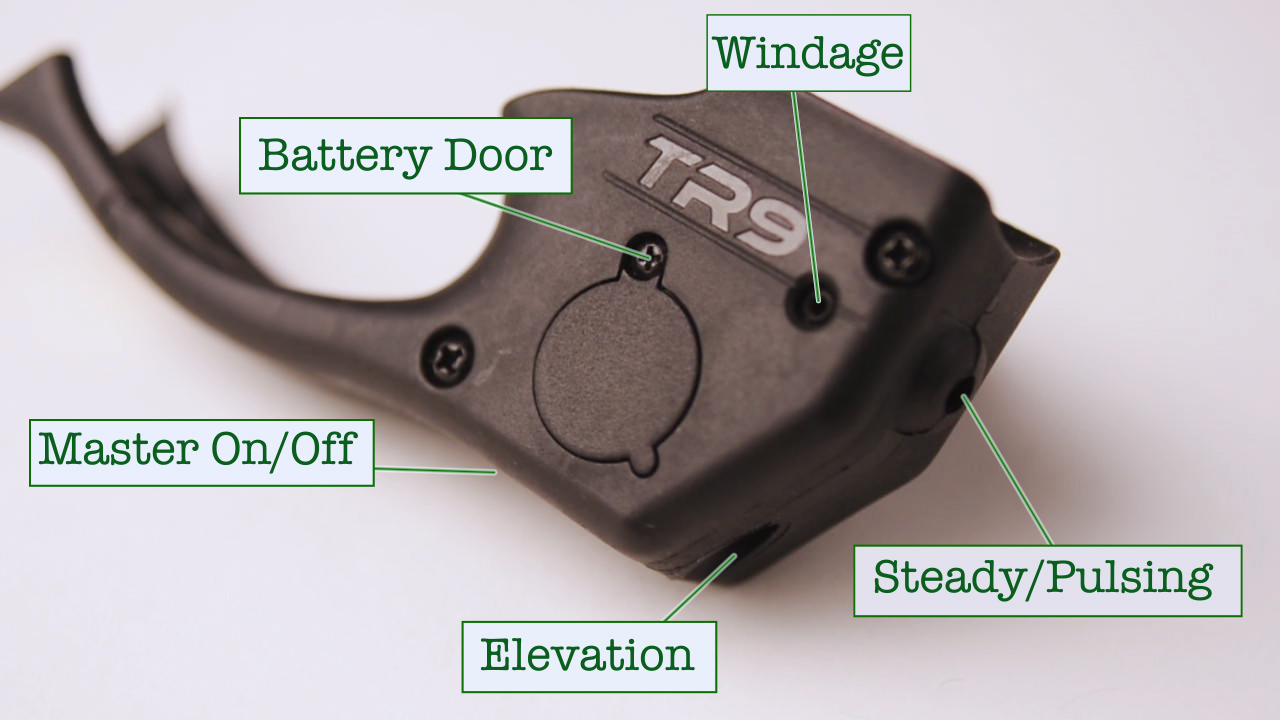 Windage
Battery Door
TR9
Master On/Off
Steady/Pulsing
Elevation